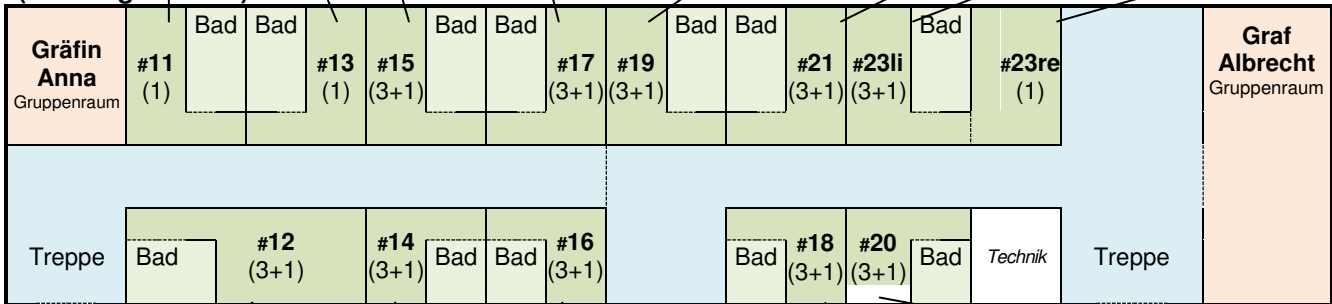 Bad Bad Bad Bad Bad Bad Bad
Gräfin
Anna
Gruppenraum
#11
(1)
#13
(1)
#15
(3+1)
#17
(3+1)
#19
(3+1)
#21
(3+1)
#23li
(3+1)
#23re
(1)
Graf
Albrecht
Gruppenraum
Treppe
Bad
#12
(3+1)
#14
(3+1)
Bad Bad
#16
(3+1)
Bad
#18
(3+1)
#20
(3+1)
Bad
Technik
Treppe